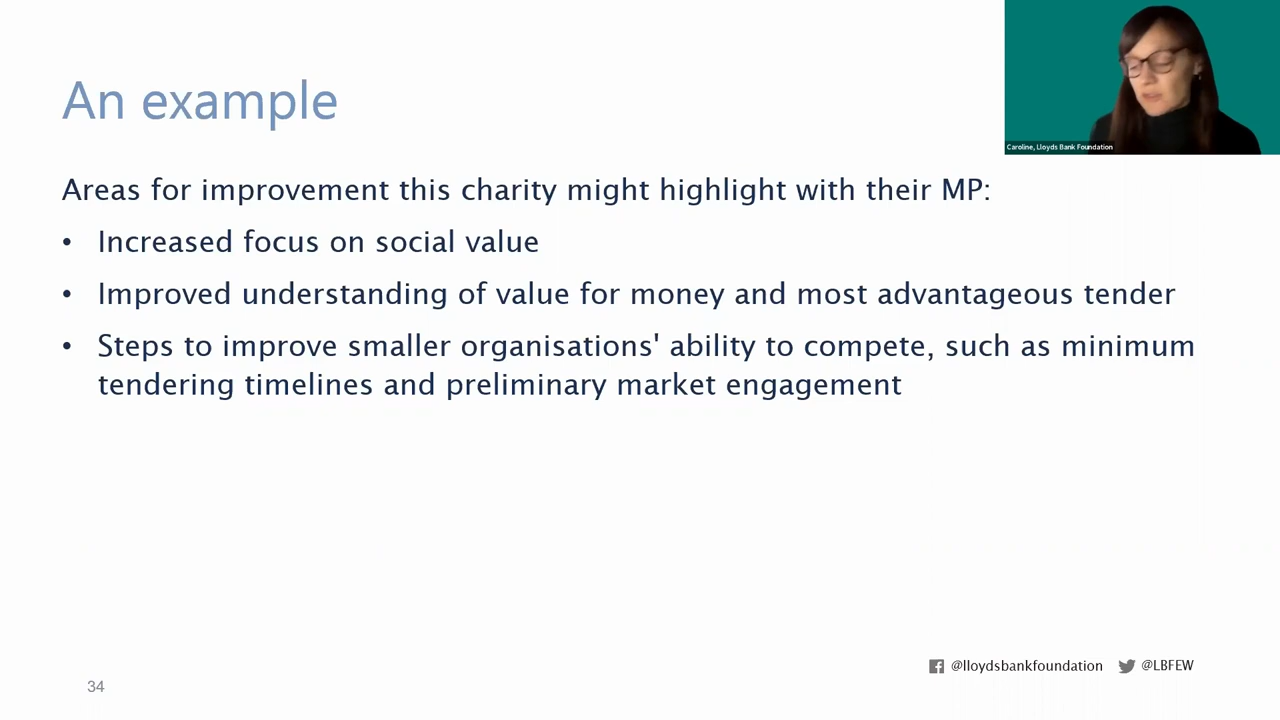 An example
Caroline, Lloyds Bank Foundation
Areas for improvement this charity might highlight with their MP:
• Increased focus on social value
• Improved understanding of value for money and most advantageous tender
• Steps to improve smaller organisations' ability to compete, such as minimum
tendering timelines and preliminary market engagement
@lloydsbankfoundation @LBFEW
34